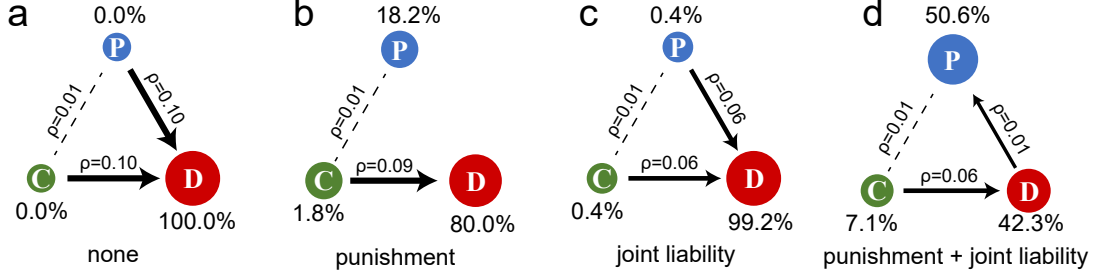 a
0.0%
P
ρ=0.01
ρ=0.10
C
ρ=0.10
D
0.0%
100.0%
none
b
18.2%
P
ρ=0.01
C
ρ=0.09
D
1.8%
80.0%
punishment
c
0.4%
P
ρ=0.01
ρ=0.06
C
ρ=0.06
D
0.4%
99.2%
joint liability
d
50.6%
P
ρ=0.01
ρ=0.01
C
ρ=0.06
D
7.1%
42.3%
punishment + joint liability